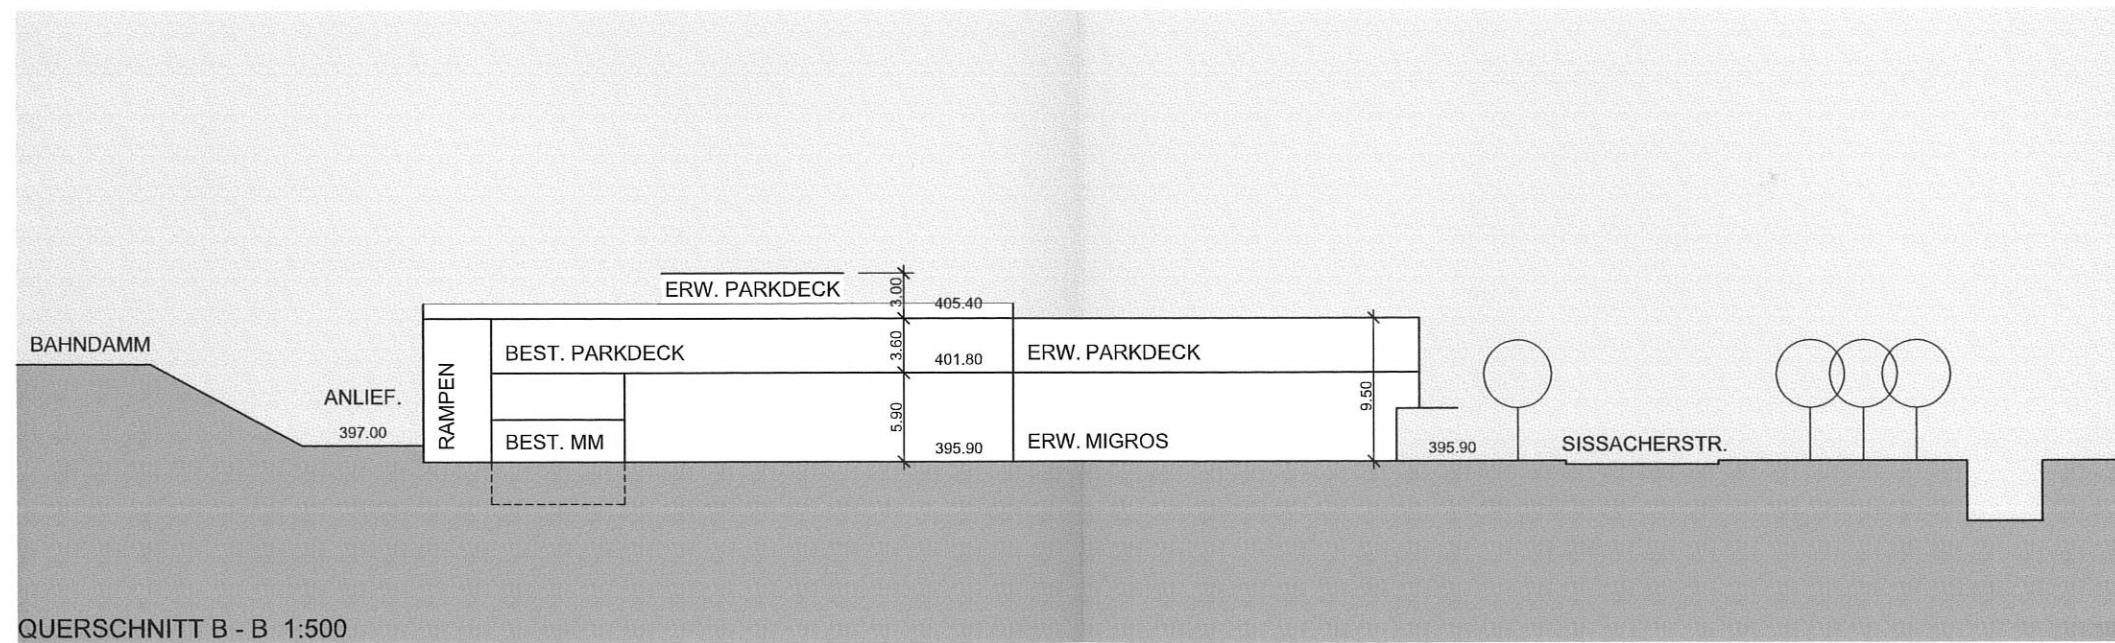 ERW. PARKDECK
3.00
405.40
BAHNDAMM
BEST. PARKDECK
3.60
401.80
ERW. PARKDECK
ANLIEF.
397.00
RAMPEN
5.90
9.50
BEST. MM
395.90
ERW. MIGROS
395.90
SISSACHERSTR.
QUERSCHNITT B - B 1:500